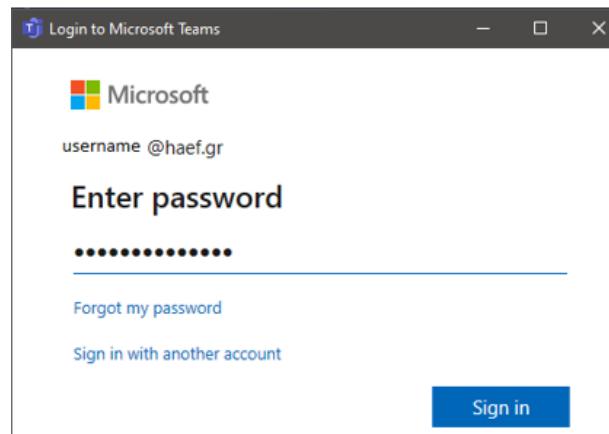 Login to Microsoft Teams
Microsoft
username @haef.gr
Enter password
••••••••••••••
Forgot my password
Sign in with another account
Sign in